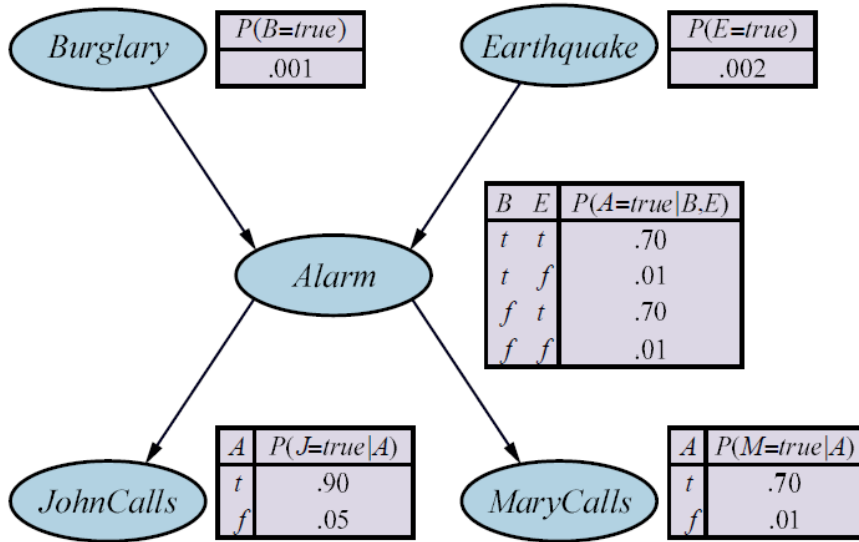 Burglary
P(B=true)
.001
Earthquake
P(E=true)
.002
B E P(A=true|B,E)
t t .70
t f .01
f t .70
f f .01
Alarm
JohnCalls
A P(J=true|A)
t .90
f .05
MaryCalls
A P(M=true|A)
t .70
f .01